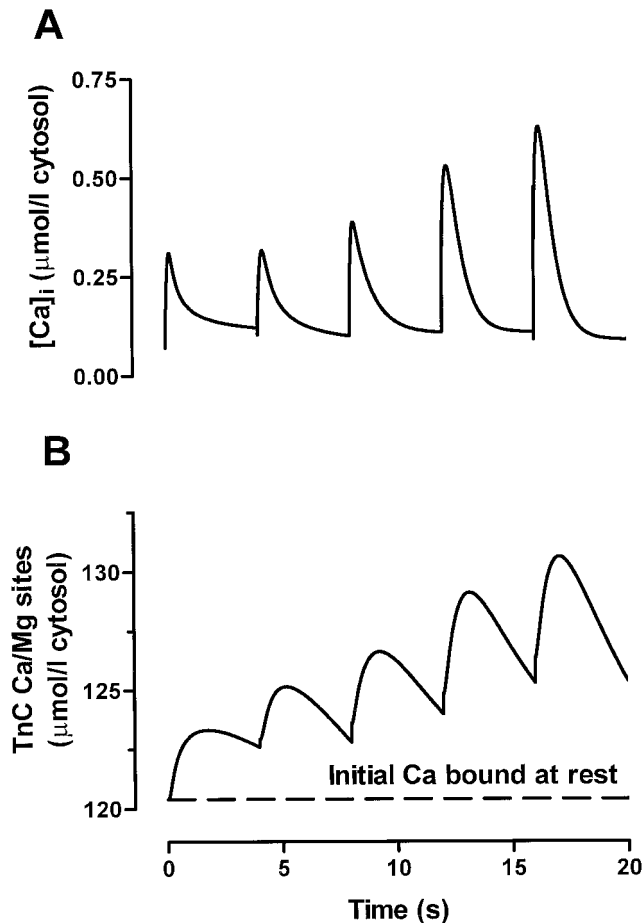 A
[Ca]i (µmol/l cytosol)
0.75
0.50
0.25
0.00
B
TnC Ca/Mg sites
(µmol/l cytosol)
130
125
120
Initial Ca bound at rest
0 5 10 15 20
Time (s)